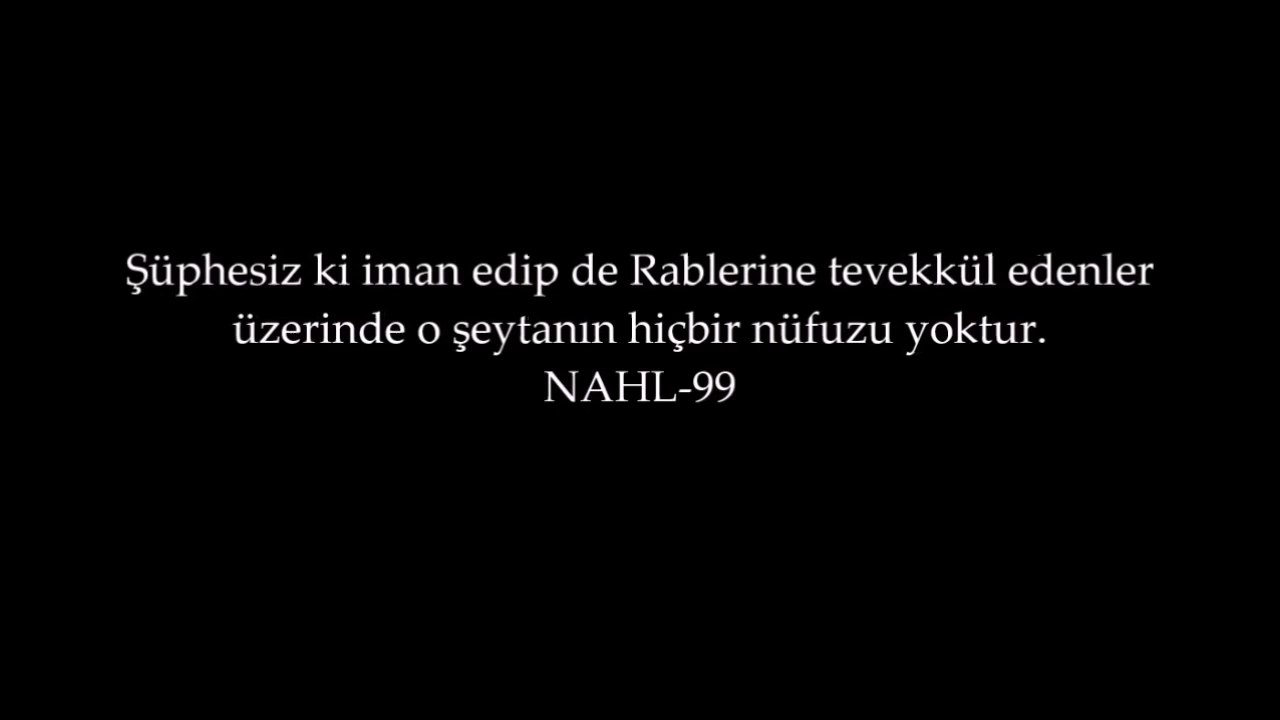 Şüphesiz ki iman edip de Rablerine tevekkül edenler
üzerinde o şeytanın hiçbir nüfuzu yoktur.
NAHL-99